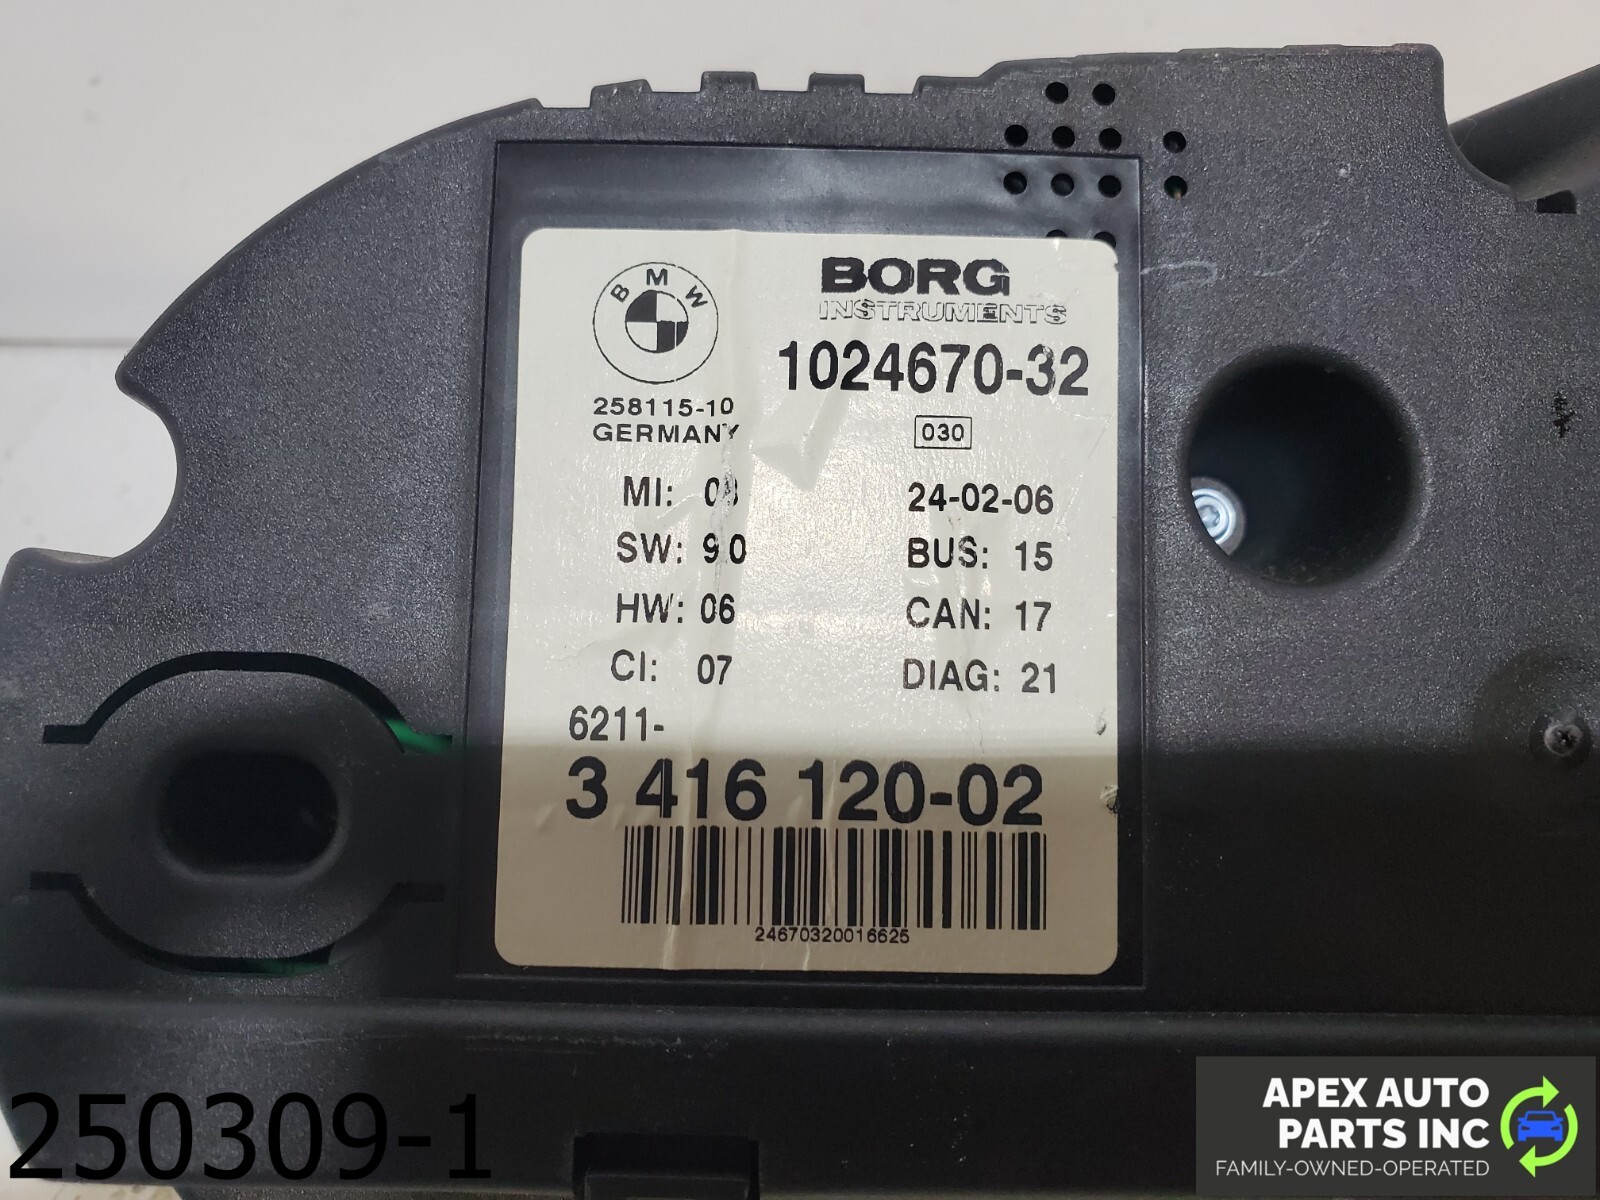 BMW
BORG
INSTRUMENTS
1024670-32
258115-10
GERMANY
030
MI:
24-02-06
SW: 9.0
BUS: 15
HW: 06
CAN: 17
CI: 07
DIAG: 21
6211-
3 416 120-02
24670320016625
250309-1
APEX AUTO
PARTS INC
FAMILY-OWNED-OPERATED